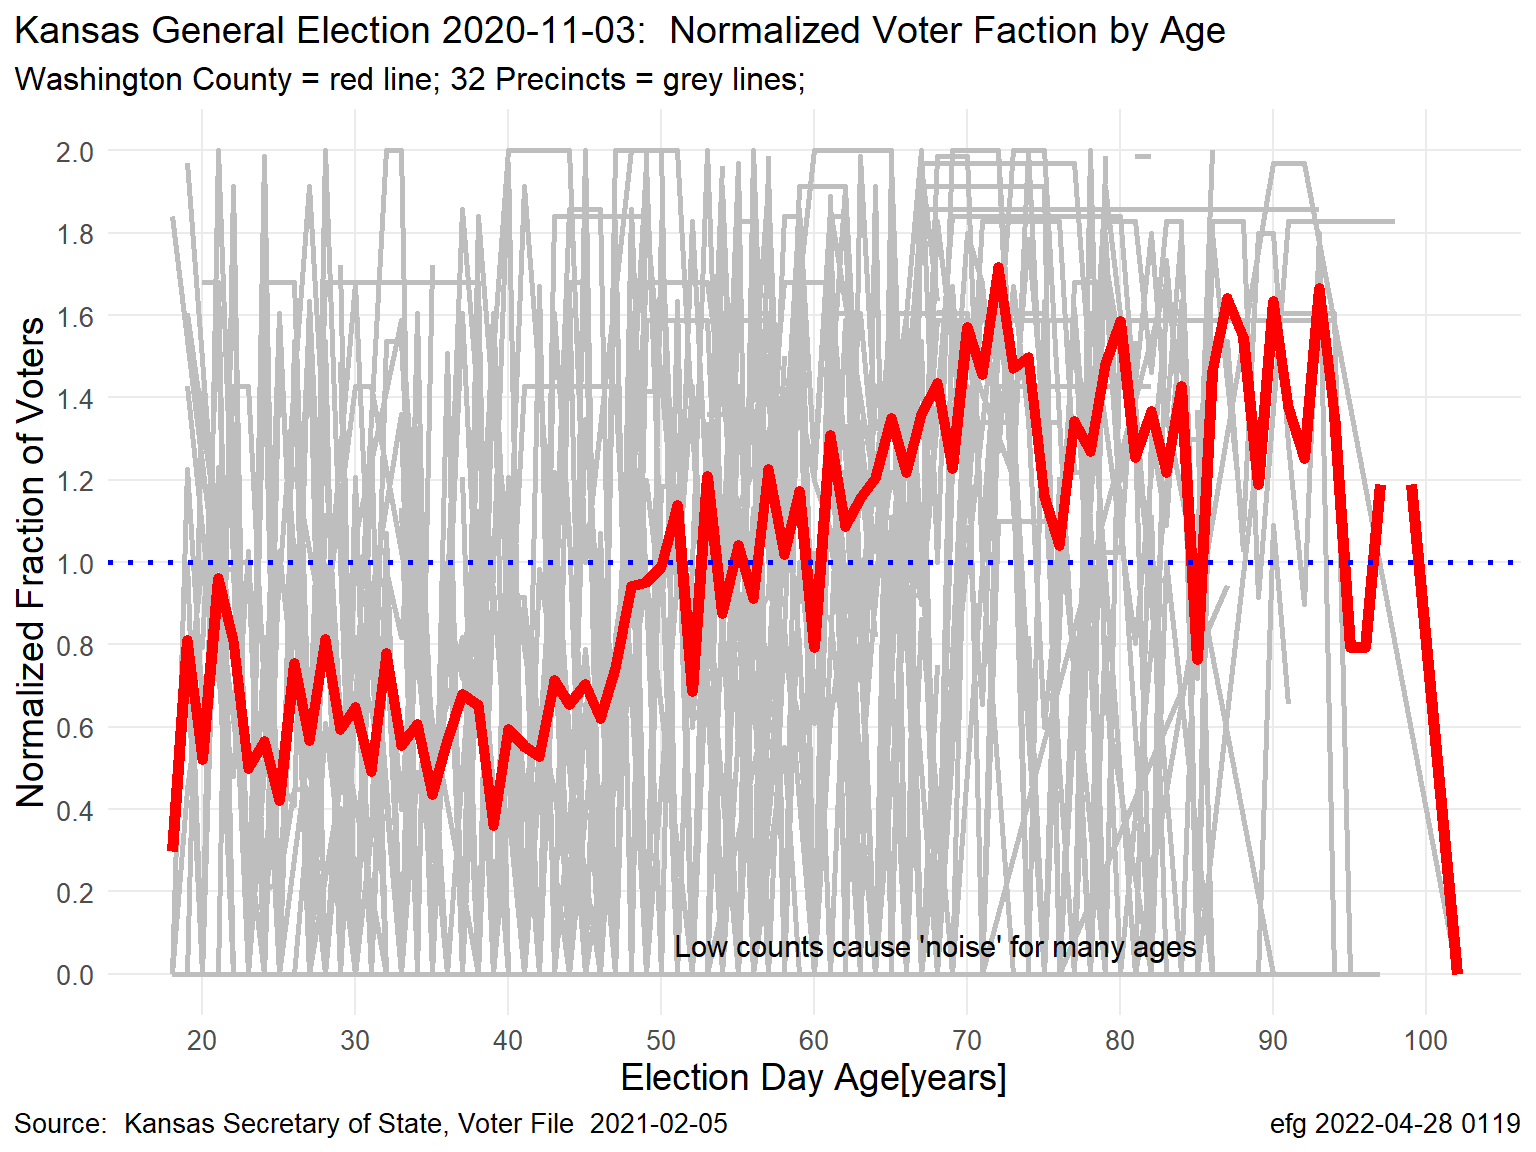 Kansas General Election 2020-11-03:  Normalized Voter Faction by Age
Washington County = red line; 32 Precincts = grey lines;
Normalized Fraction of Voters
2.0
1.8
1.6
1.4
1.2
1.0
0.8
0.6
0.4
0.2
0.0
Low counts cause 'noise' for many ages
20 30 40 50 60 70 80 90 100
Election Day Age[years]
Source:  Kansas Secretary of State, Voter File  2021-02-05
efg 2022-04-28 0119